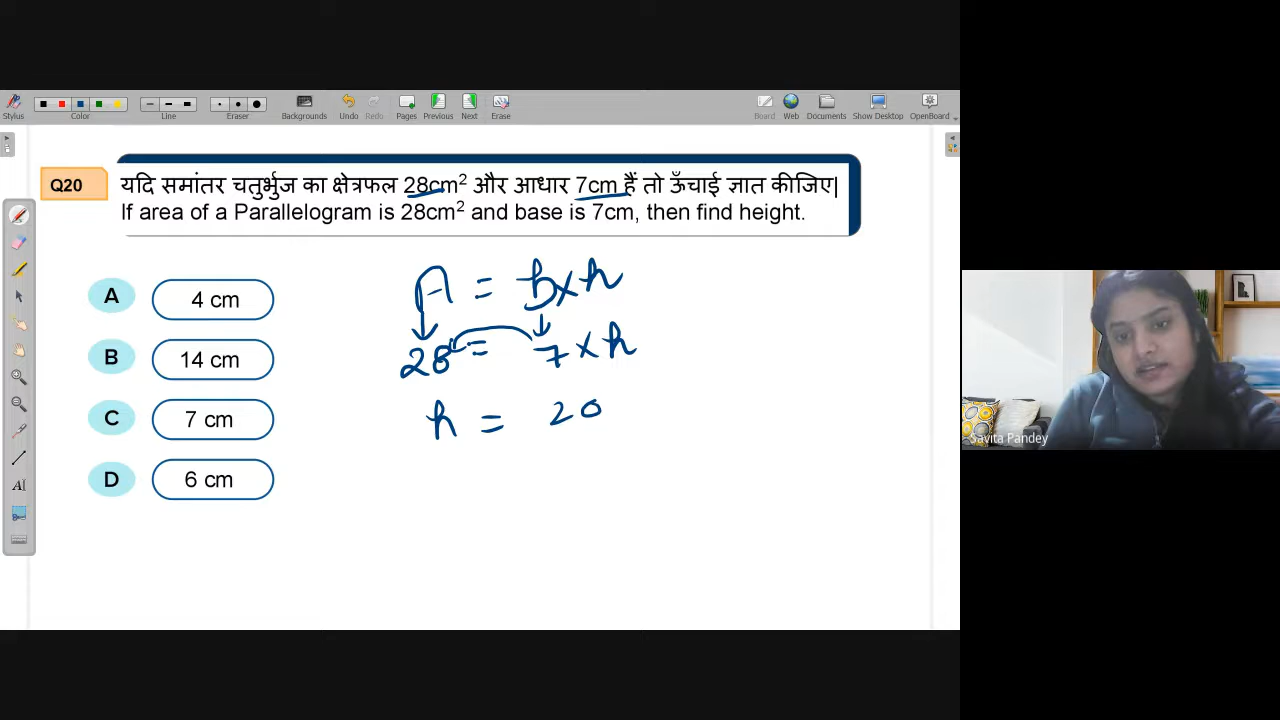 Stylus
Color
Line
Eraser
Backgrounds
Undo
Redo
Pages
Previous
Next
Erase
Board
Web
Documents
Show Desktop
OpenBoard
Q20
यदि समांतर चतुर्भुज का क्षेत्रफल 28cm² और आधार 7cm हैं तो ऊँचाई ज्ञात कीजिए|
If area of a Parallelogram is 28cm² and base is 7cm, then find height.
A 4 cm
B 14 cm
C 7 cm
D 6 cm
A = b×h
28 = 7×h
h = 20
Savita Pandey